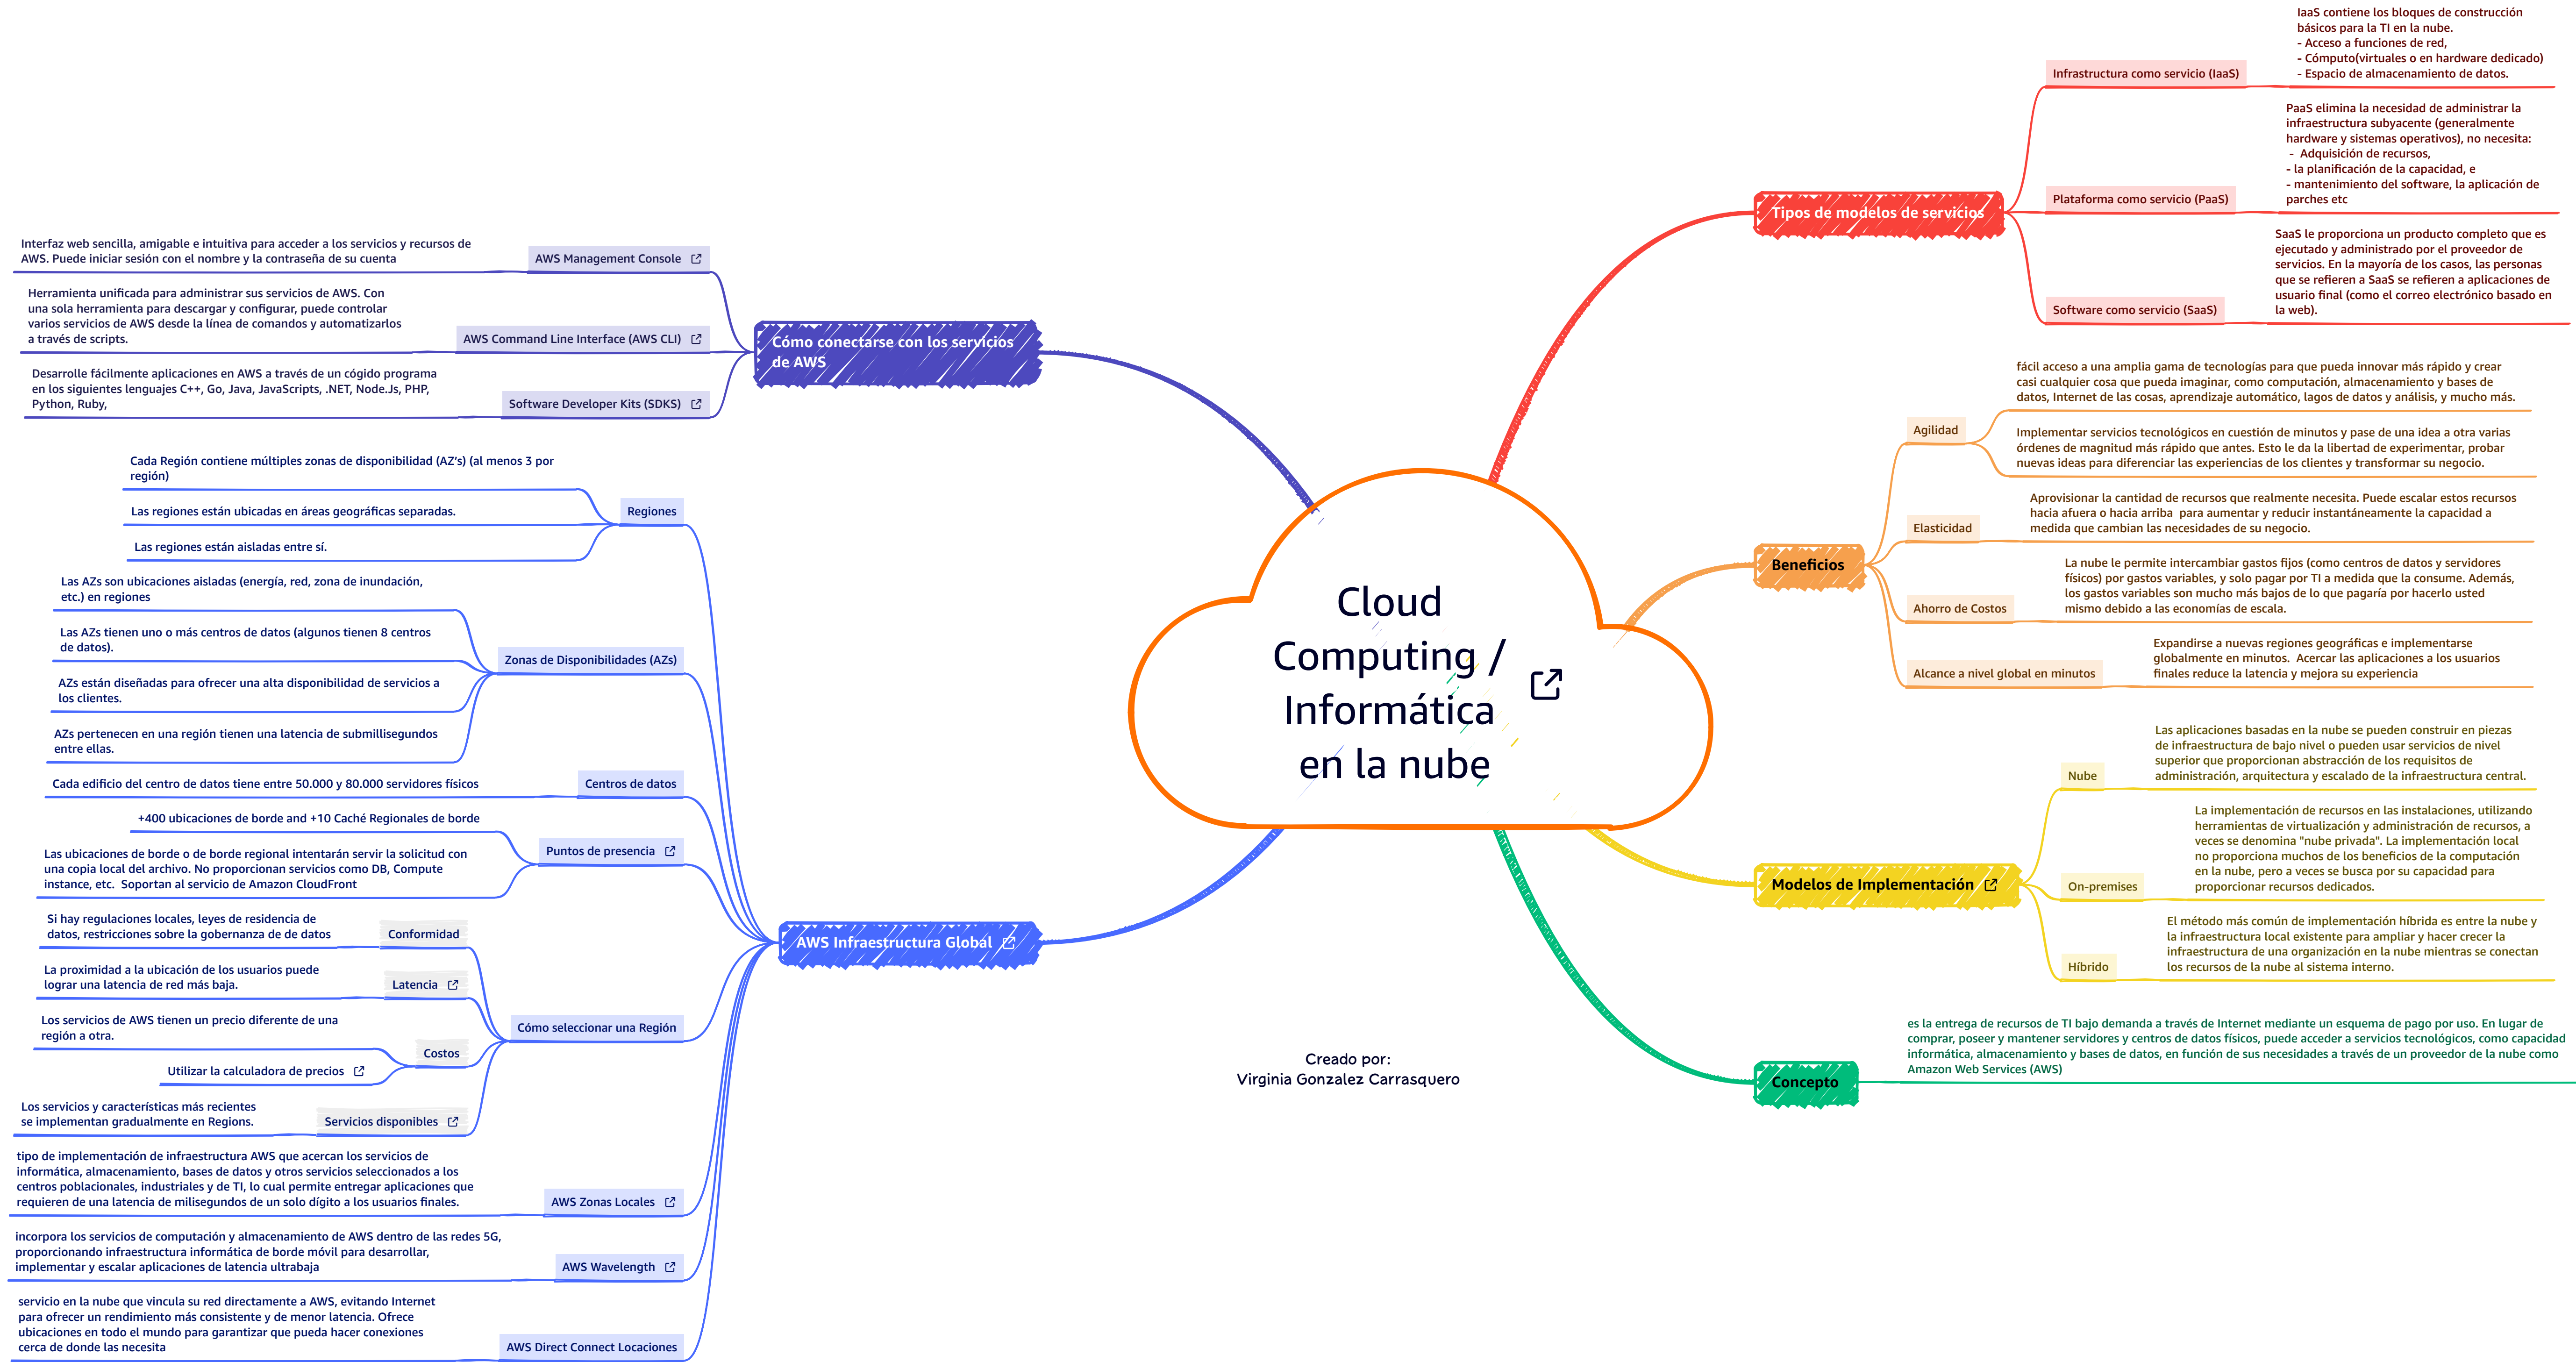 Cloud
Computing /
Informática
en la nube
Creado por:
Virginia Gonzalez Carrasquero
Tipos de modelos de servicios
Infrastructura como servicio (IaaS)
IaaS contiene los bloques de construcción
básicos para la TI en la nube.
- Acceso a funciones de red,
- Cómputo(virtuales o en hardware dedicado)
- Espacio de almacenamiento de datos.
Plataforma como servicio (PaaS)
PaaS elimina la necesidad de administrar la
infraestructura subyacente (generalmente
hardware y sistemas operativos), no necesita:
- Adquisición de recursos,
- la planificación de la capacidad, e
- mantenimiento del software, la aplicación de
parches etc
Software como servicio (SaaS)
SaaS le proporciona un producto completo que es
ejecutado y administrado por el proveedor de
servicios. En la mayoría de los casos, las personas
que se refieren a SaaS se refieren a aplicaciones de
usuario final (como el correo electrónico basado en
la web).
Beneficios
Agilidad
fácil acceso a una amplia gama de tecnologías para que pueda innovar más rápido y crear
casi cualquier cosa que pueda imaginar, como computación, almacenamiento y bases de
datos, Internet de las cosas, aprendizaje automático, lagos de datos y análisis, y mucho más.
Implementar servicios tecnológicos en cuestión de minutos y pase de una idea a otra varias
órdenes de magnitud más rápido que antes. Esto le da la libertad de experimentar, probar
nuevas ideas para diferenciar las experiencias de los clientes y transformar su negocio.
Elasticidad
Aprovisionar la cantidad de recursos que realmente necesita. Puede escalar estos recursos
hacia afuera o hacia arriba para aumentar y reducir instantáneamente la capacidad a
medida que cambian las necesidades de su negocio.
Ahorro de Costos
La nube le permite intercambiar gastos fijos (como centros de datos y servidores
físicos) por gastos variables, y solo pagar por TI a medida que la consume. Además,
los gastos variables son mucho más bajos de lo que pagaría por hacerlo usted
mismo debido a las economías de escala.
Alcance a nivel global en minutos
Expandirse a nuevas regiones geográficas e implementarse
globalmente en minutos. Acercar las aplicaciones a los usuarios
finales reduce la latencia y mejora su experiencia
Modelos de Implementación
Nube
Las aplicaciones basadas en la nube se pueden construir en piezas
de infraestructura de bajo nivel o pueden usar servicios de nivel
superior que proporcionan abstracción de los requisitos de
administración, arquitectura y escalado de la infraestructura central.
On-premises
La implementación de recursos en las instalaciones, utilizando
herramientas de virtualización y administración de recursos, a
veces se denomina "nube privada". La implementación local
no proporciona muchos de los beneficios de la computación
en la nube, pero a veces se busca por su capacidad para
proporcionar recursos dedicados.
Híbrido
El método más común de implementación híbrida es entre la nube y
la infraestructura local existente para ampliar y hacer crecer la
infraestructura de una organización en la nube mientras se conectan
los recursos de la nube al sistema interno.
Concepto
es la entrega de recursos de TI bajo demanda a través de Internet mediante un esquema de pago por uso. En lugar de
comprar, poseer y mantener servidores y centros de datos físicos, puede acceder a servicios tecnológicos, como capacidad
informática, almacenamiento y bases de datos, en función de sus necesidades a través de un proveedor de la nube como
Amazon Web Services (AWS)
Cómo conectarse con los servicios
de AWS
AWS Management Console
Interfaz web sencilla, amigable e intuitiva para acceder a los servicios y recursos de
AWS. Puede iniciar sesión con el nombre y la contraseña de su cuenta
AWS Command Line Interface (AWS CLI)
Herramienta unificada para administrar sus servicios de AWS. Con
una sola herramienta para descargar y configurar, puede controlar
varios servicios de AWS desde la línea de comandos y automatizarlos
a través de scripts.
Software Developer Kits (SDKS)
Desarrolle fácilmente aplicaciones en AWS a través de un cógido programa
en los siguientes lenguajes C++, Go, Java, JavaScripts, .NET, Node.Js, PHP,
Python, Ruby,
AWS Infraestructura Global
Regiones
Cada Región contiene múltiples zonas de disponibilidad (AZ's) (al menos 3 por
región)
Las regiones están ubicadas en áreas geográficas separadas.
Las regiones están aisladas entre sí.
Zonas de Disponibilidades (AZs)
Las AZs son ubicaciones aisladas (energía, red, zona de inundación,
etc.) en regiones
Las AZs tienen uno o más centros de datos (algunos tienen 8 centros
de datos).
AZs están diseñadas para ofrecer una alta disponibilidad de servicios a
los clientes.
AZs pertenecen en una región tienen una latencia de submillisegundos
entre ellas.
Centros de datos
Cada edificio del centro de datos tiene entre 50.000 y 80.000 servidores físicos
Puntos de presencia
+400 ubicaciones de borde and +10 Caché Regionales de borde
Las ubicaciones de borde o de borde regional intentarán servir la solicitud con
una copia local del archivo. No proporcionan servicios como DB, Compute
instance, etc. Soportan al servicio de Amazon CloudFront
Cómo seleccionar una Región
Conformidad
Si hay regulaciones locales, leyes de residencia de
datos, restricciones sobre la gobernanza de de datos
Latencia
La proximidad a la ubicación de los usuarios puede
lograr una latencia de red más baja.
Costos
Los servicios de AWS tienen un precio diferente de una
región a otra.
Utilizar la calculadora de precios
Servicios disponibles
Los servicios y características más recientes
se implementan gradualmente en Regions.
AWS Zonas Locales
tipo de implementación de infraestructura AWS que acercan los servicios de
informática, almacenamiento, bases de datos y otros servicios seleccionados a los
centros poblacionales, industriales y de TI, lo cual permite entregar aplicaciones que
requieren de una latencia de milisegundos de un solo dígito a los usuarios finales.
AWS Wavelength
incorpora los servicios de computación y almacenamiento de AWS dentro de las redes 5G,
proporcionando infraestructura informática de borde móvil para desarrollar,
implementar y escalar aplicaciones de latencia ultrabaja
AWS Direct Connect Locaciones
servicio en la nube que vincula su red directamente a AWS, evitando Internet
para ofrecer un rendimiento más consistente y de menor latencia. Ofrece
ubicaciones en todo el mundo para garantizar que pueda hacer conexiones
cerca de donde las necesita